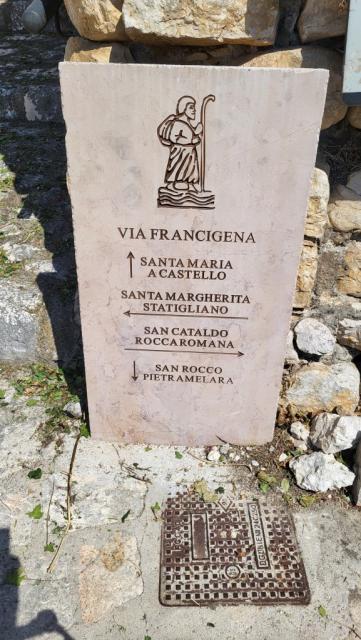 VIA FRANCIGENA
SANTA MARIA
A CASTELLO
SANTA MARGHERITA
STATIGLIANO
SAN CATALDO
ROCCAROMANA
SAN ROCCO
PIETRAMELARA